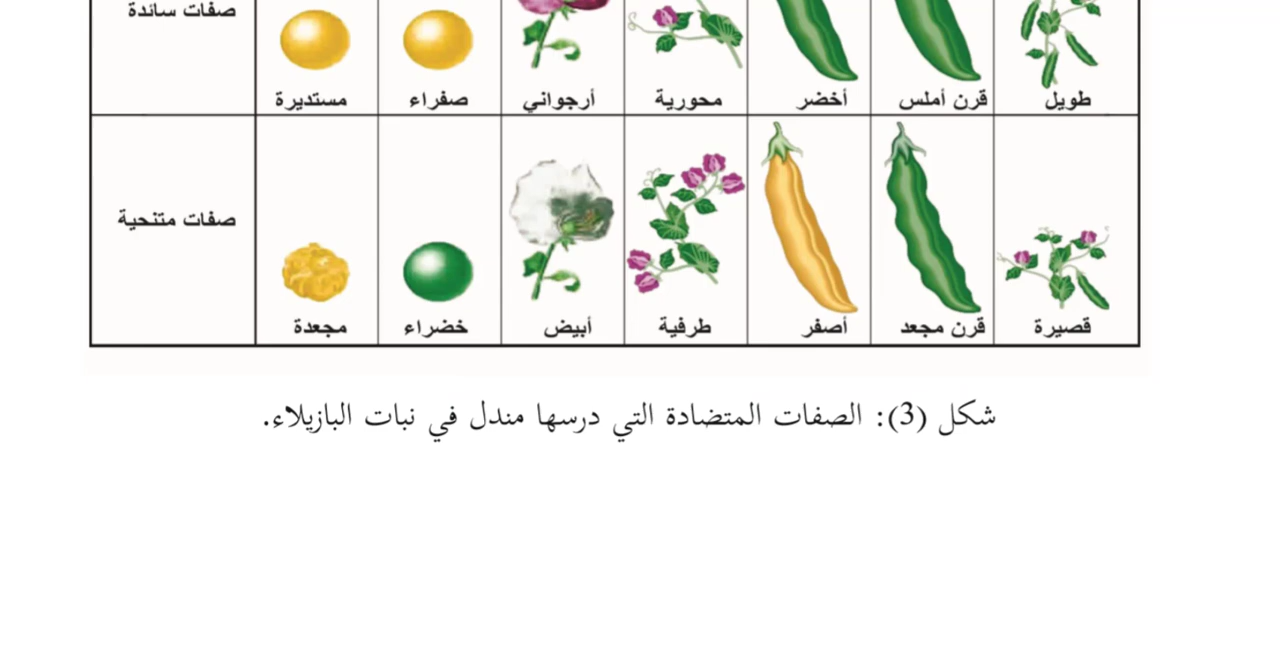 صفات سائدة
مستديرة صفراء أرجواني محورية أخضر قرن أملس طويل
صفات متنحية
مجعدة خضراء أبيض طرفية أصفر قرن مجعد قصيرة
شكل (3): الصفات المتضادة التي درسها مندل في نبات البازيلاء.